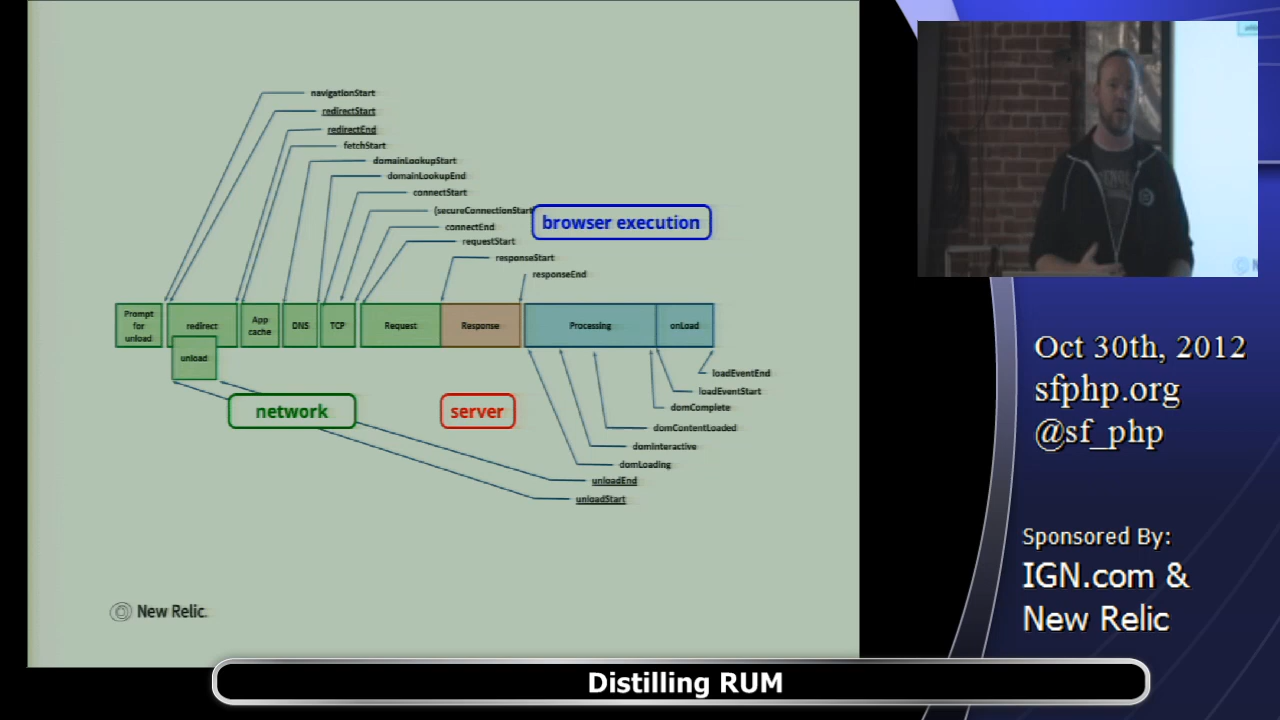 navigationStart
redirectStart
redirectEnd
fetchStart
domainLookupStart
domainLookupEnd
connectStart
(secureConnectionStart
connectEnd
requestStart
responseStart
responseEnd
browser execution
Prompt
for
unload
redirect
App
cache
DNS
TCP
Request
Response
Processing
onLoad
unload
network
server
loadEventEnd
loadEventStart
domComplete
domContentLoaded
domInteractive
domLoading
unloadEnd
unloadStart
New Relic.
Oct 30th, 2012
sfphp.org
@sf_php
Sponsored By:
IGN.com &
New Relic
Distilling RUM